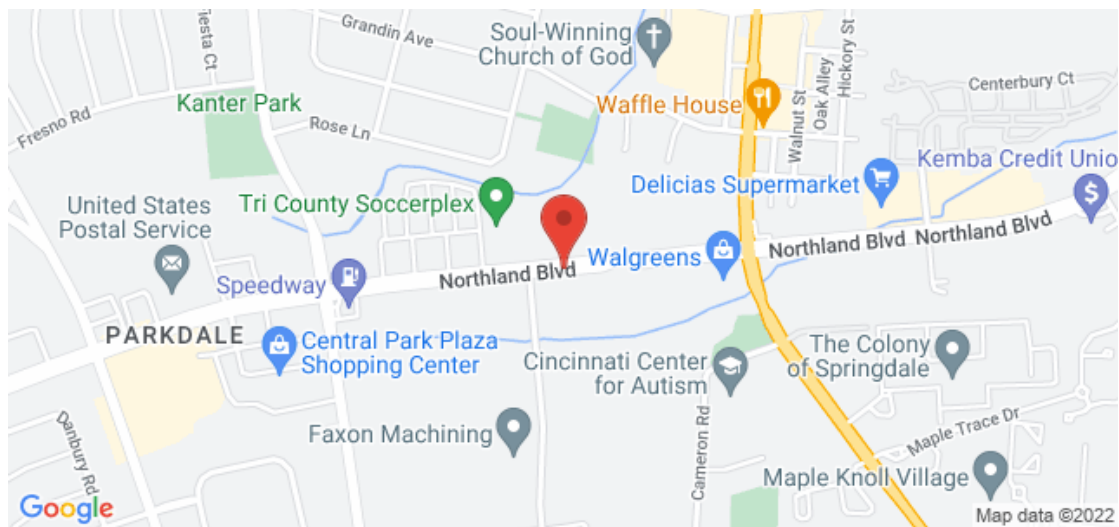 Fiesta Ct
Grandin Ave
Soul-Winning
Church of God
Hickory St
Oak Alley
Walnut St
Centerbury Ct
Waffle House
Kanter Park
Fresno Rd
Rose Ln
Kemba Credit Unio
Delicias Supermarket
Tri County Soccerplex
United States
Postal Service
Northland Blvd
Northland Blvd
Walgreens
Northland Blvd
Speedway
PARKDALE
Central Park Plaza
Shopping Center
Cincinnati Center
for Autism
The Colony
of Springdale
Faxon Machining
Danbury Rd
Cameron Rd
Maple Trace Dr
Maple Knoll Village
Google
Map data ©2022